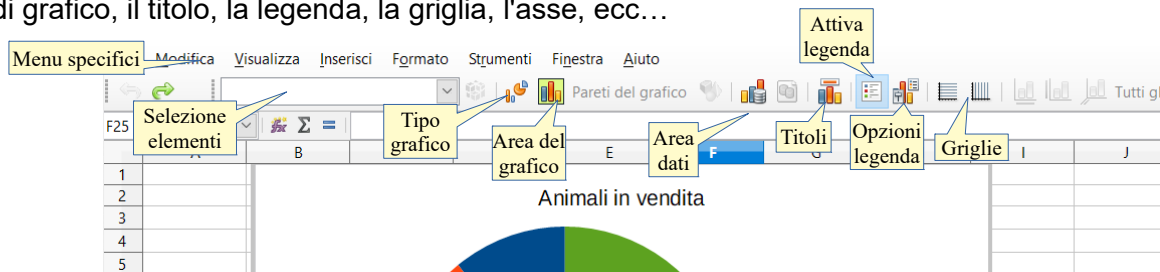 di grafico, il titolo, la legenda, la griglia, l'asse, ecc…
Attiva legenda
Menu specifici
Modifica Visualizza Inserisci Formato Strumenti Finestra Aiuto
Pareti del grafico
Tutti gl
Selezione elementi
Tipo grafico
Area del grafico
Area dati
Titoli
Opzioni legenda
Griglie
F25
B E F G I J
1
2
Animali in vendita
3
4
5